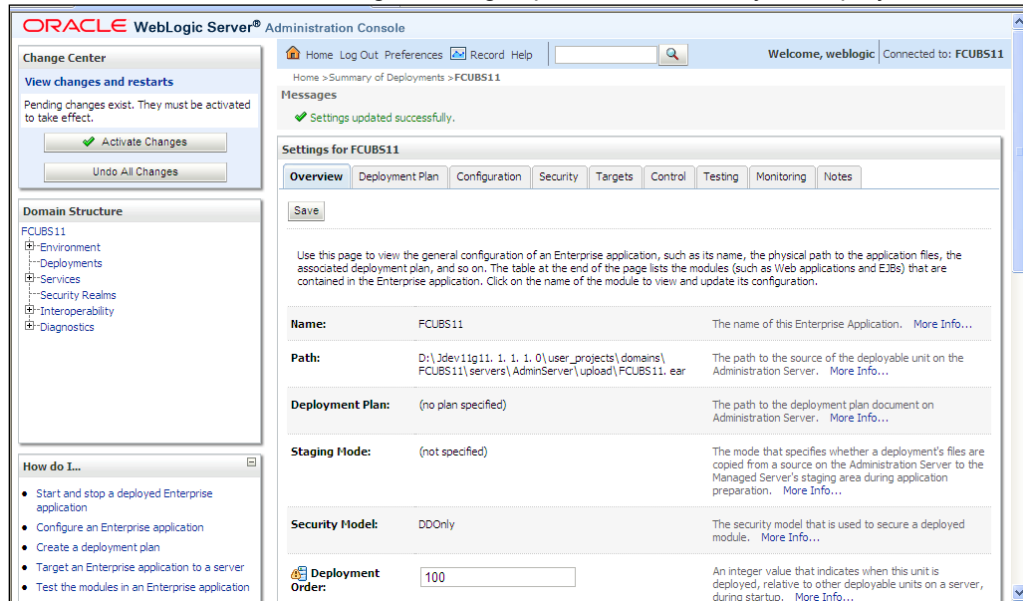 ORACLE WebLogic Server® Administration Console
Change Center
View changes and restarts
Pending changes exist. They must be activated
to take effect.
Activate Changes
Undo All Changes
Domain Structure
FCUBS11
Environment
Deployments
Services
Security Realms
Interoperability
Diagnostics
How do I...
Start and stop a deployed Enterprise
application
Configure an Enterprise application
Create a deployment plan
Target an Enterprise application to a server
Test the modules in an Enterprise application
Home Log Out Preferences Record Help
Welcome, weblogic Connected to: FCUBS11
Home >Summary of Deployments >FCUBS11
Messages
Settings updated successfully.
Settings for FCUBS11
Overview Deployment Plan Configuration Security Targets Control Testing Monitoring Notes
Save
Use this page to view the general configuration of an Enterprise application, such as its name, the physical path to the application files, the
associated deployment plan, and so on. The table at the end of the page lists the modules (such as Web applications and EJBs) that are
contained in the Enterprise application. Click on the name of the module to view and update its configuration.
Name: FCUBS11 The name of this Enterprise Application. More Info...
Path: D:\Jdev11g11. 1. 1. 1. 0\user_projects\domains\
FCUBS11\servers\AdminServer\upload\FCUBS11. ear
The path to the source of the deployable unit on the
Administration Server. More Info...
Deployment Plan: (no plan specified)
The path to the deployment plan document on
Administration Server. More Info...
Staging Mode: (not specified)
The mode that specifies whether a deployment's files are
copied from a source on the Administration Server to the
Managed Server's staging area during application
preparation. More Info...
Security Model: DDOnly
The security model that is used to secure a deployed
module. More Info...
Deployment
Order:
100
An integer value that indicates when this unit is
deployed, relative to other deployable units on a server,
during startup. More Info...